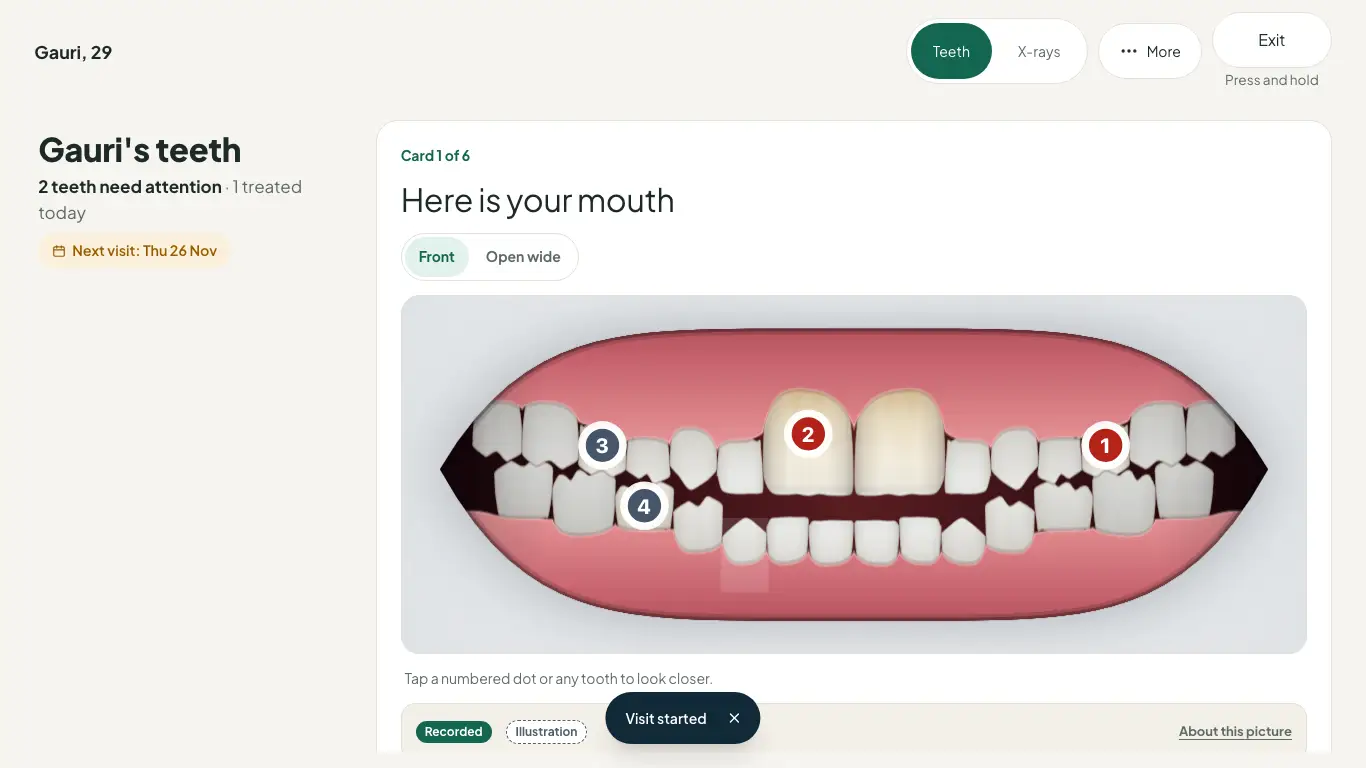 Gauri, 29
Teeth
X-rays
More
Exit
Press and hold
Gauri's teeth
2 teeth need attention · 1 treated
today
Next visit: Thu 26 Nov
Card 1 of 6
Here is your mouth
Front
Open wide
2
3
1
4
Tap a numbered dot or any tooth to look closer.
Recorded
Illustration
Visit started
About this picture